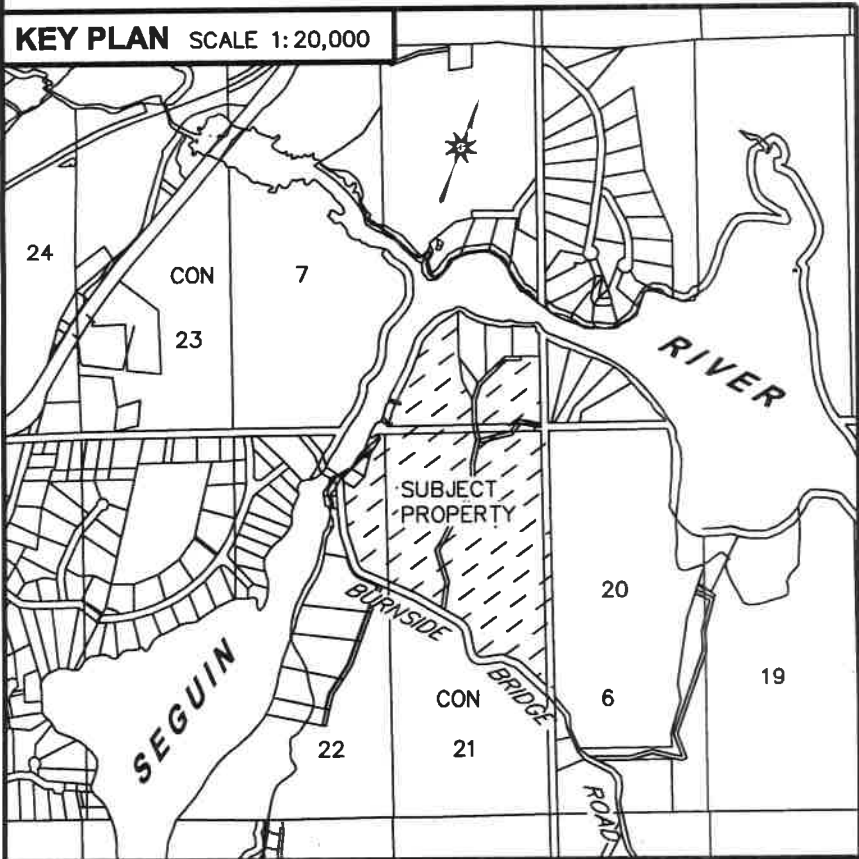 KEY PLAN SCALE 1:20,000
24
CON
7
23
RIVER
SUBJECT
PROPERTY
BURNSIDE
BRIDGE
ROAD
20
6
19
SEGUIN
CON
22
21